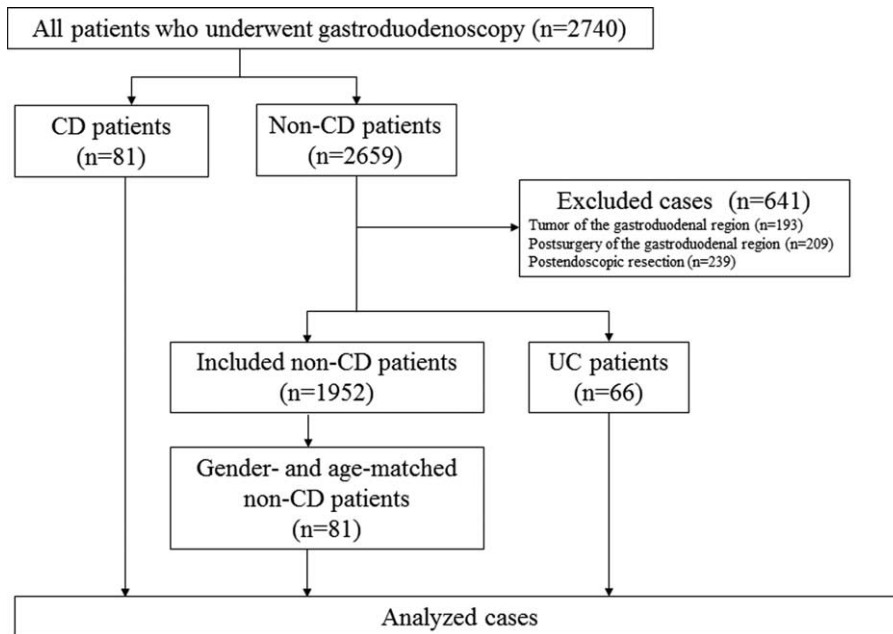 All patients who underwent gastroduodenoscopy (n=2740)
CD patients
(n=81)
Non-CD patients
(n=2659)
Excluded cases (n=641)
Tumor of the gastroduodenal region (n=193)
Postsurgery of the gastroduodenal region (n=209)
Postendoscopic resection (n=239)
Included non-CD patients
(n=1952)
UC patients
(n=66)
Gender- and age-matched
non-CD patients
(n=81)
Analyzed cases